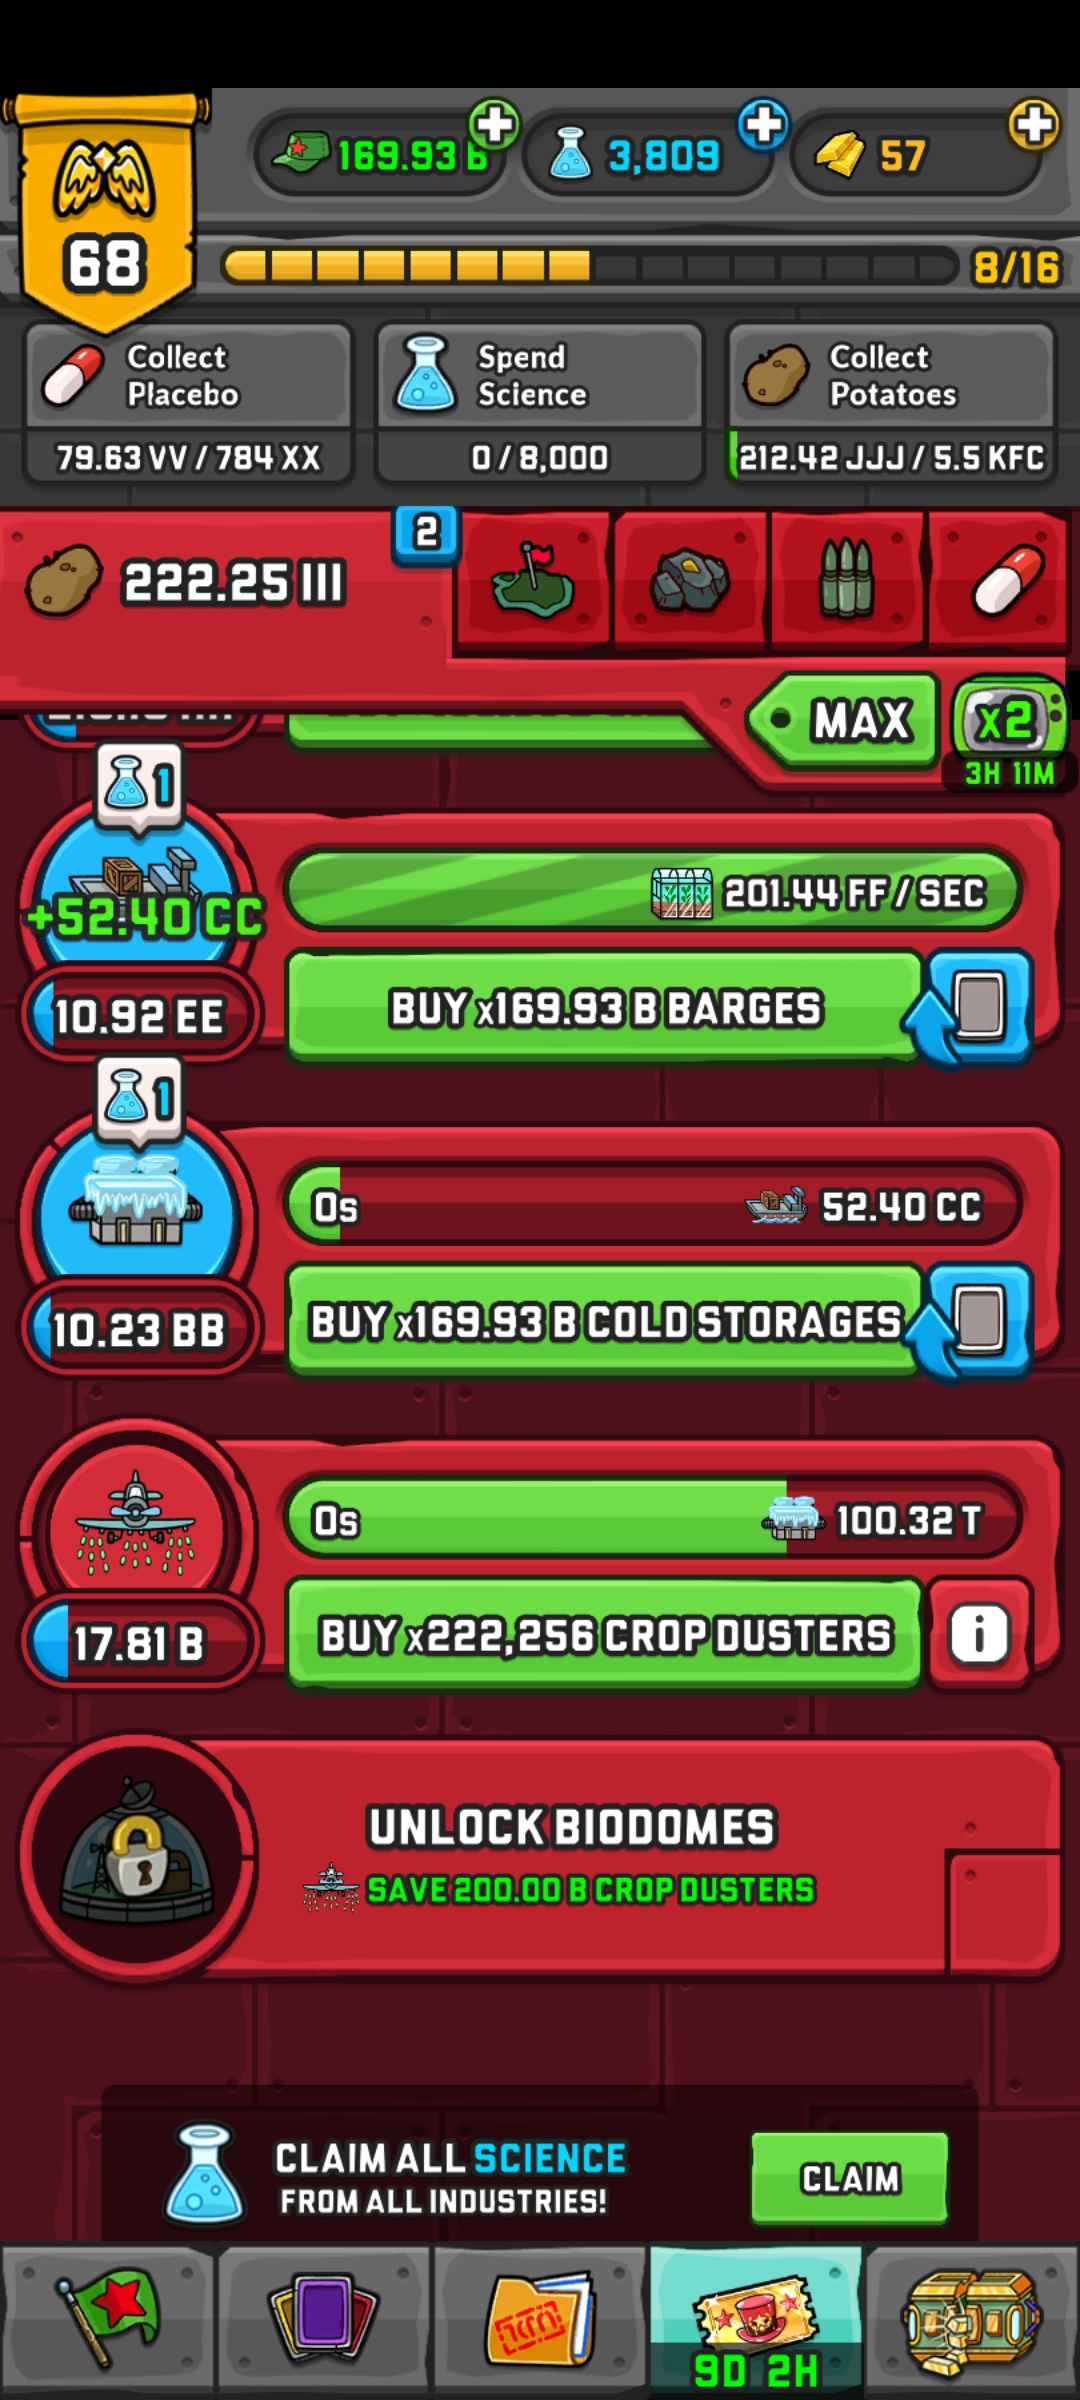 169.93 B
3,809
57
68
8/16
Collect
Placebo
79.63 VV / 784 XX
Spend
Science
0 / 8,000
Collect
Potatoes
212.42 JJJ / 5.5 KFC
222.25 III
2
MAX
x2
3H 11M
1
+52.40 CC
201.44 FF / SEC
10.92 EE
BUY x169.93 B BARGES
1
0s
52.40 CC
10.23 BB
BUY x169.93 B COLD STORAGES
0s
100.32 T
17.81 B
BUY x222,256 CROP DUSTERS
i
UNLOCK BIODOMES
SAVE 200.00 B CROP DUSTERS
CLAIM ALL SCIENCE
FROM ALL INDUSTRIES!
CLAIM
9D 2H